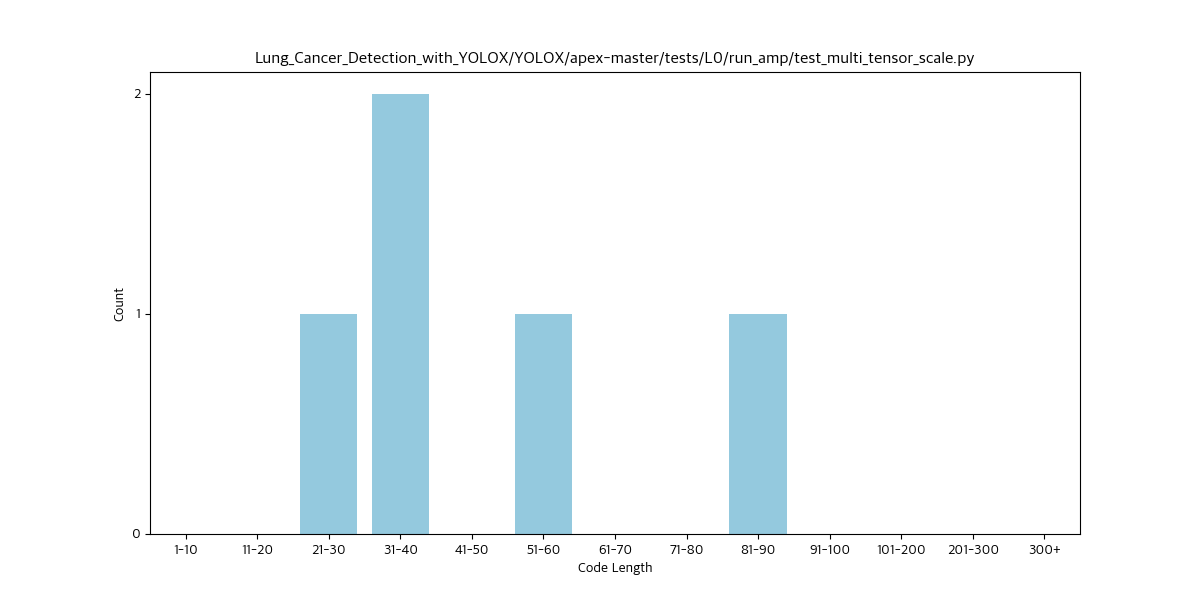 Lung_Cancer_Detection_with_YOLOX/YOLOX/apex-master/tests/L0/run_amp/test_multi_tensor_scale.py
2
1
0
Count
1-10 11-20 21-30 31-40 41-50 51-60 61-70 71-80 81-90 91-100 101-200 201-300 300+
Code Length